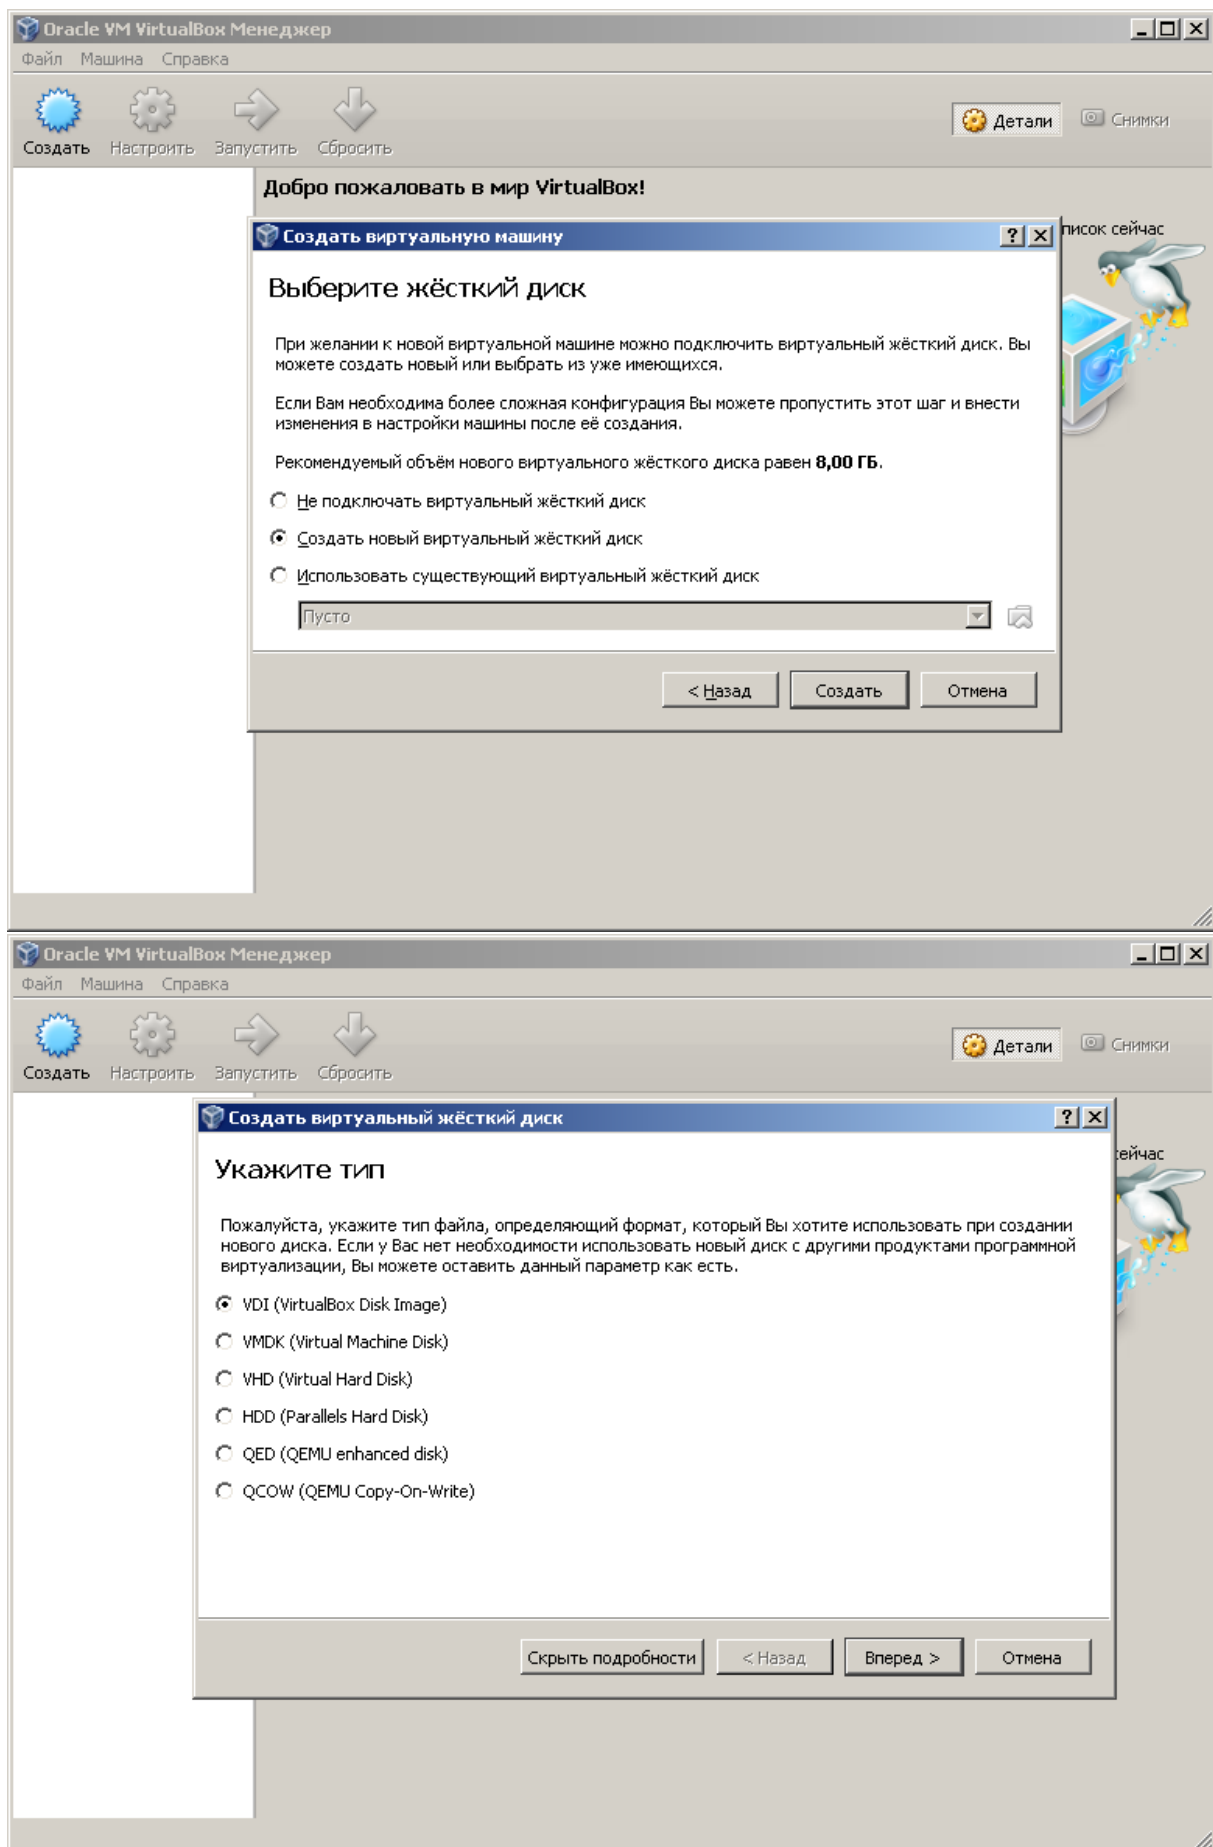 Oracle VM VirtualBox Менеджер
Файл Машина Справка
Создать Настроить Запустить Сбросить
Детали Снимки
Добро пожаловать в мир VirtualBox!
список сейчас
Создать виртуальную машину
Выберите жёсткий диск
При желании к новой виртуальной машине можно подключить виртуальный жёсткий диск. Вы
можете создать новый или выбрать из уже имеющихся.
Если Вам необходима более сложная конфигурация Вы можете пропустить этот шаг и внести
изменения в настройки машины после её создания.
Рекомендуемый объём нового виртуального жёсткого диска равен 8,00 ГБ.
Не подключать виртуальный жёсткий диск
Создать новый виртуальный жёсткий диск
Использовать существующий виртуальный жёсткий диск
Пусто
< Назад Создать Отмена
Oracle VM VirtualBox Менеджер
Файл Машина Справка
Создать Настроить Запустить Сбросить
Детали Снимки
Создать виртуальный жёсткий диск
сейчас
Укажите тип
Пожалуйста, укажите тип файла, определяющий формат, который Вы хотите использовать при создании
нового диска. Если у Вас нет необходимости использовать новый диск с другими продуктами программной
виртуализации, Вы можете оставить данный параметр как есть.
VDI (VirtualBox Disk Image)
VMDK (Virtual Machine Disk)
VHD (Virtual Hard Disk)
HDD (Parallels Hard Disk)
QED (QEMU enhanced disk)
QCOW (QEMU Copy-On-Write)
Скрыть подробности < Назад Вперед > Отмена